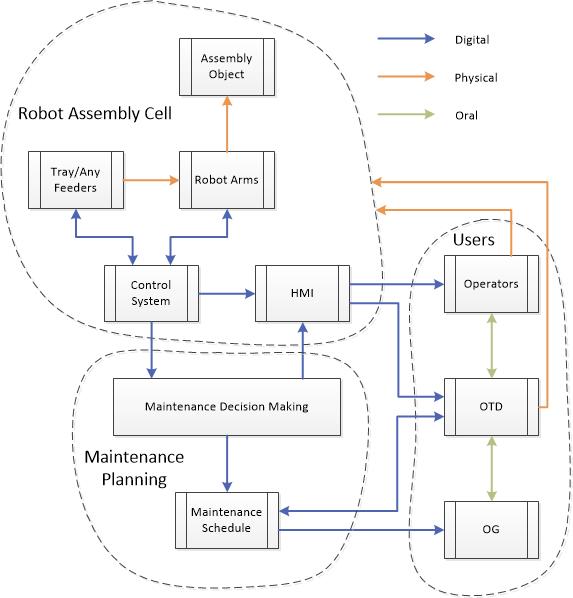 Assembly
Object
Digital
Physical
Oral
Robot Assembly Cell
Tray/Any
Feeders
Robot Arms
Users
Control
System
HMI
Operators
Maintenance Decision Making
OTD
Maintenance
Planning
Maintenance
Schedule
OG